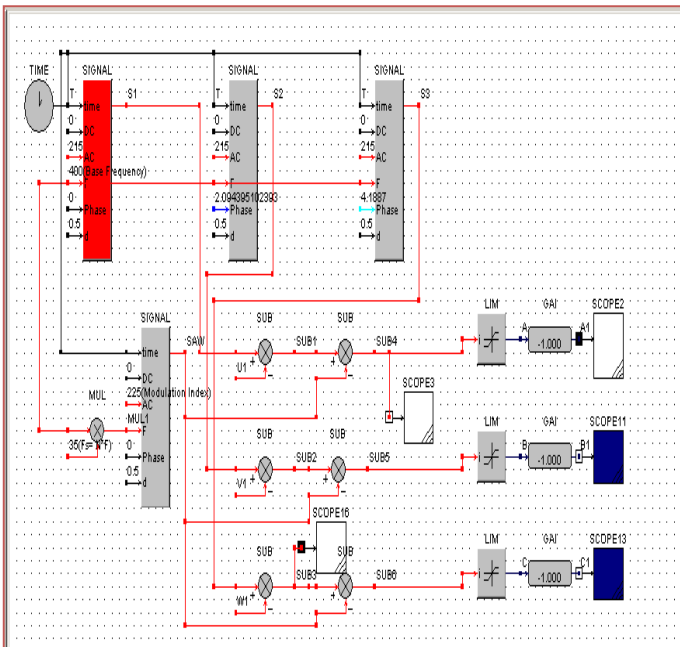 TIME
SIGNAL
SIGNAL
SIGNAL
T
S1
T
S2
T
S3
time
time
time
0
0
0
DC
DC
DC
215
215
215
AC
AC
AC
400(Base Frequency)
F
F
F
0
2.094395102393
4.1887
Phase
Phase
Phase
0.5
0.5
0.5
d
d
d
SIGNAL
SUB
SUB
LIM
GAI
SCOPE2
time
SAW
SUB1
SUB4
i
A
-1.000
A1
0
DC
U1
+
−
+
−
225(Modulation Index)
MUL
AC
SCOPE3
MUL1
F
35(Fs=N*F)
0
Phase
0.5
d
SUB
SUB
LIM
GAI
SCOPE11
SUB2
SUB5
i
B
-1.000
B1
V1
+
−
+
−
SCOPE16
SUB
SUB
LIM
GAI
SCOPE13
SUB3
SUB6
i
C
-1.000
C1
W1
+
−
+
−